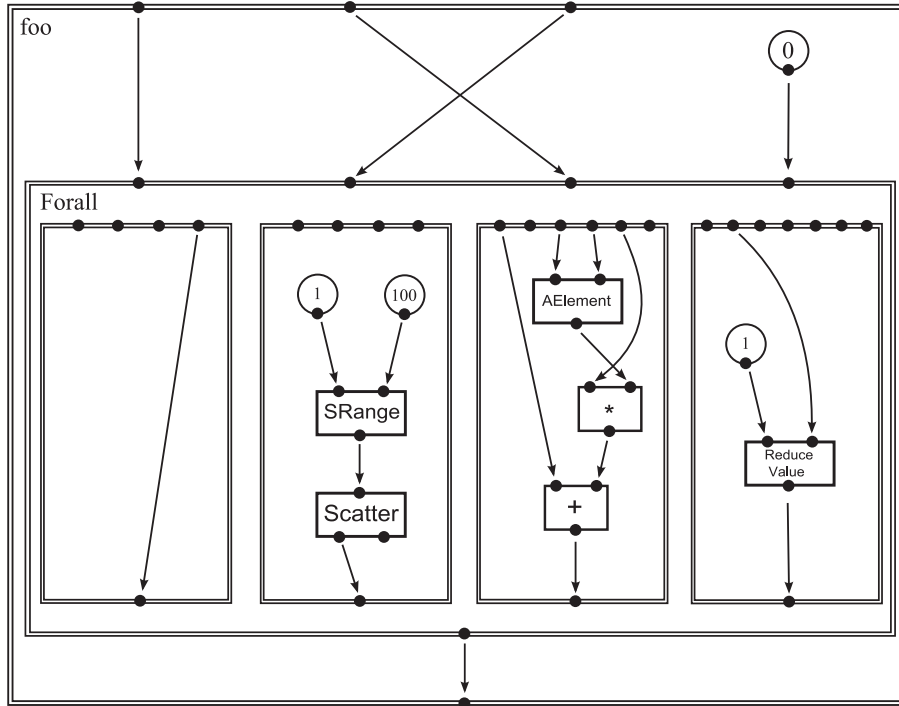 foo
0
Forall
1
100
AElement
1
SRange
*
Reduce
Value
Scatter
+